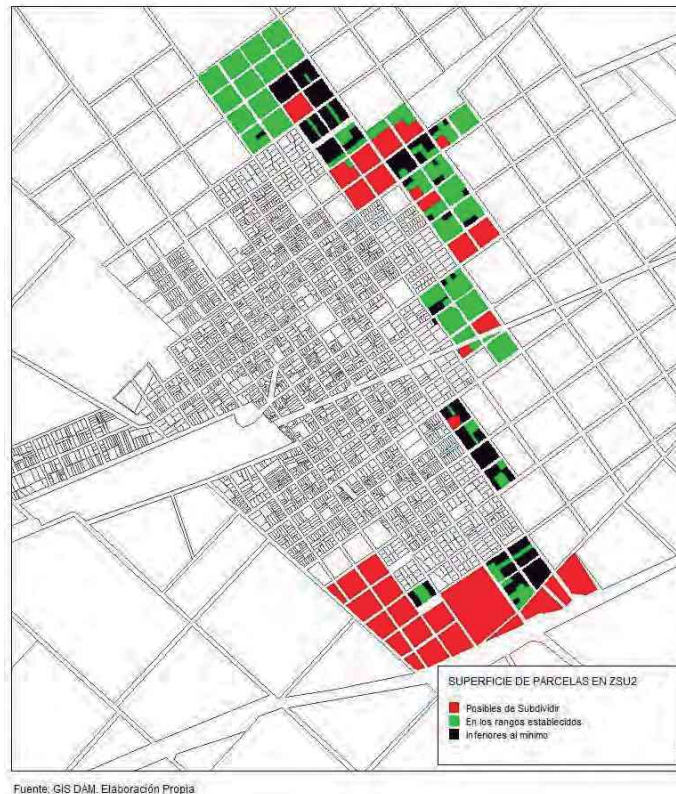 SUPERFICIE DE PARCELAS EN ZSU2
Posibles de Subdividir
En los rangos establecidos
Inferiores al mínimo
Fuente: GIS DAM. Elaboración Propia